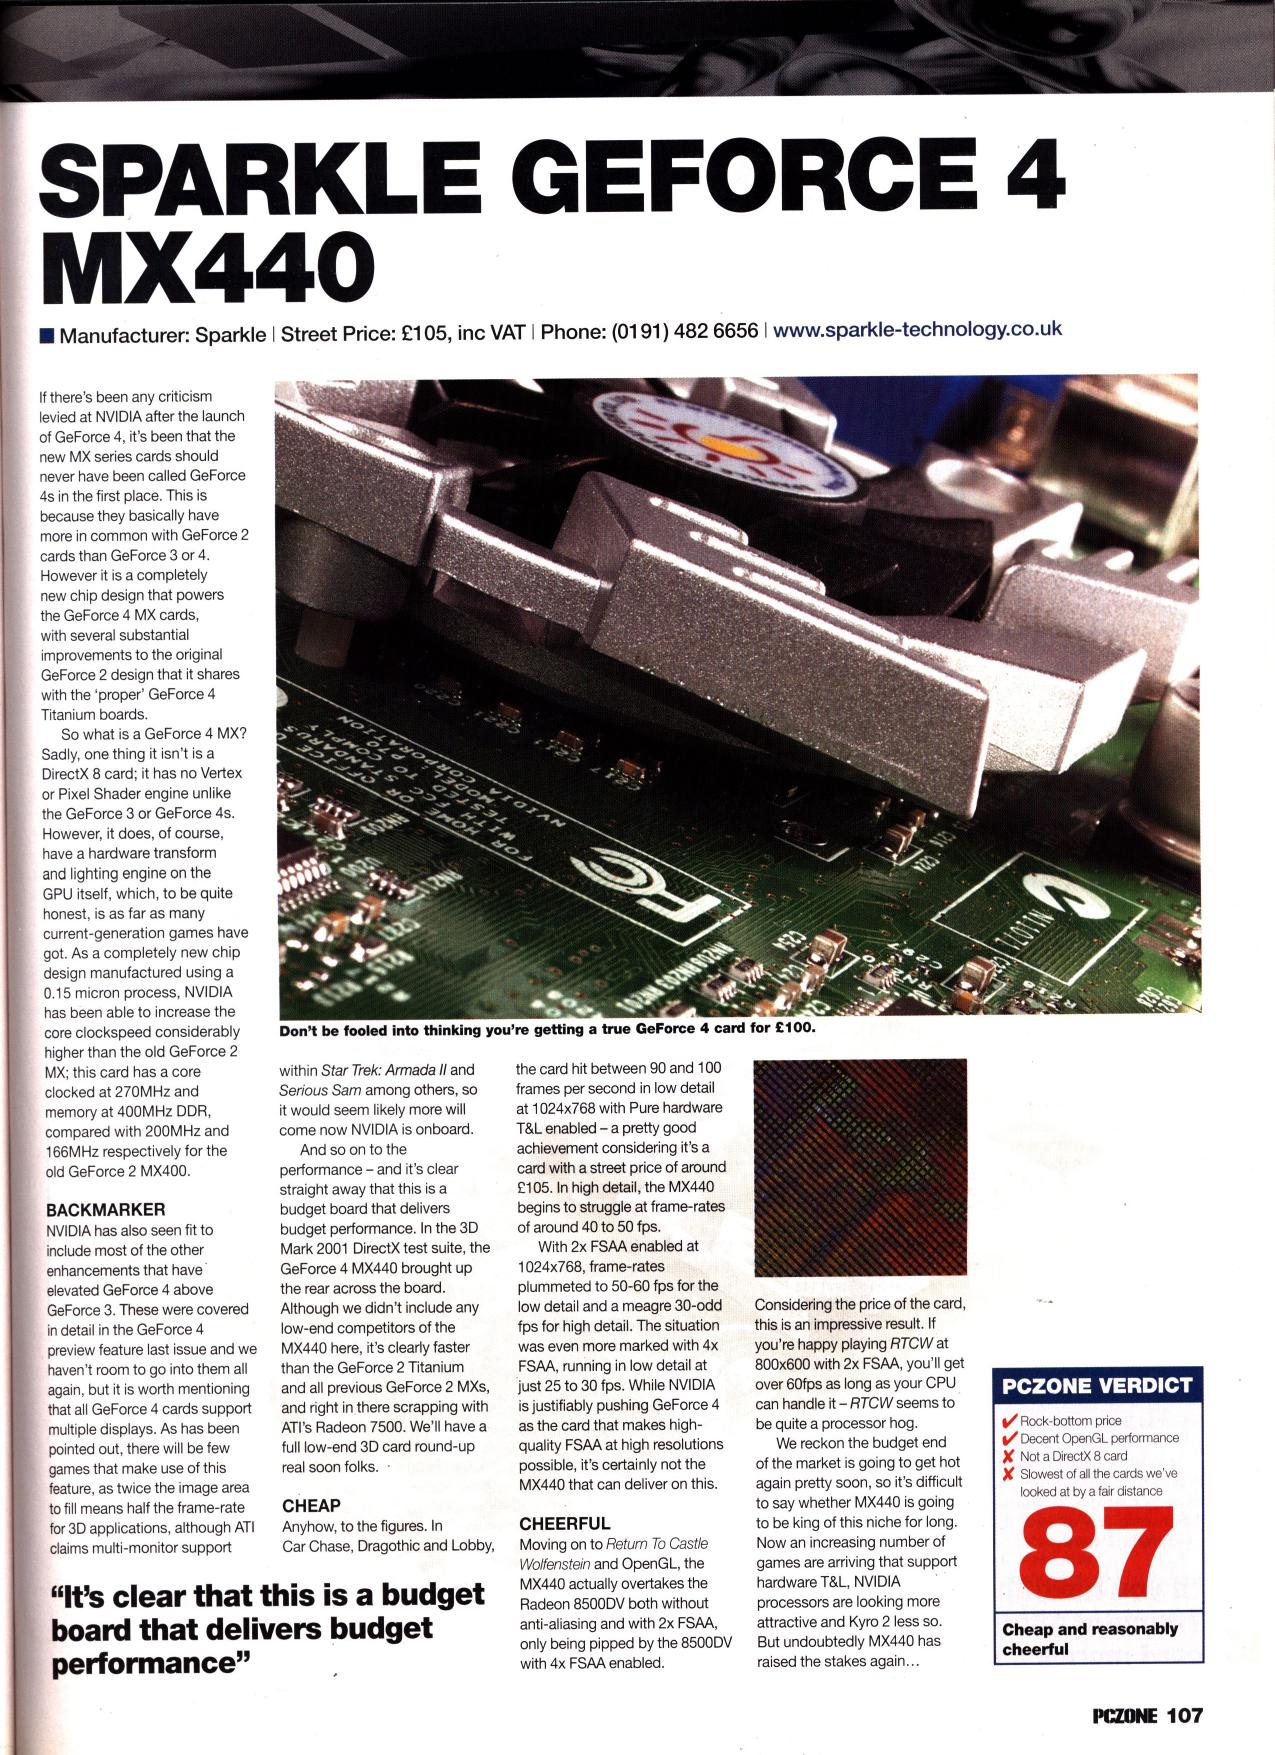 SPARKLE GEFORCE 4
MX440
Manufacturer: Sparkle | Street Price: £105, inc VAT | Phone: (0191) 482 6656 | www.sparkle-technology.co.uk
If there's been any criticism
levied at NVIDIA after the launch
of GeForce 4, it's been that the
new MX series cards should
never have been called GeForce
4s in the first place. This is
because they basically have
more in common with GeForce 2
cards than GeForce 3 or 4.
However it is a completely
new chip design that powers
the GeForce 4 MX cards,
with several substantial
improvements to the original
GeForce 2 design that it shares
with the 'proper' GeForce 4
Titanium boards.
So what is a GeForce 4 MX?
Sadly, one thing it isn't is a
DirectX 8 card; it has no Vertex
or Pixel Shader engine unlike
the GeForce 3 or GeForce 4s.
However, it does, of course,
have a hardware transform
and lighting engine on the
GPU itself, which, to be quite
honest, is as far as many
current-generation games have
got. As a completely new chip
design manufactured using a
0.15 micron process, NVIDIA
has been able to increase the
core clockspeed considerably
higher than the old GeForce 2
MX; this card has a core
clocked at 270MHz and
memory at 400MHz DDR,
compared with 200MHz and
166MHz respectively for the
old GeForce 2 MX400.
BACKMARKER
NVIDIA has also seen fit to
include most of the other
enhancements that have
elevated GeForce 4 above
GeForce 3. These were covered
in detail in the GeForce 4
preview feature last issue and we
haven't room to go into them all
again, but it is worth mentioning
that all GeForce 4 cards support
multiple displays. As has been
pointed out, there will be few
games that make use of this
feature, as twice the image area
to fill means half the frame-rate
for 3D applications, although ATI
claims multi-monitor support
FOR HOME OR OFFICE
NVIDIA CORPORATION
FC
N11071
Don't be fooled into thinking you're getting a true GeForce 4 card for £100.
within Star Trek: Armada II and
Serious Sam among others, so
it would seem likely more will
come now NVIDIA is onboard.
And so on to the
performance – and it's clear
straight away that this is a
budget board that delivers
budget performance. In the 3D
Mark 2001 DirectX test suite, the
GeForce 4 MX440 brought up
the rear across the board.
Although we didn't include any
low-end competitors of the
MX440 here, it's clearly faster
than the GeForce 2 Titanium
and all previous GeForce 2 MXs,
and right in there scrapping with
ATI's Radeon 7500. We'll have a
full low-end 3D card round-up
real soon folks.
CHEAP
Anyhow, to the figures. In
Car Chase, Dragothic and Lobby,
"It's clear that this is a budget
board that delivers budget
performance"
the card hit between 90 and 100
frames per second in low detail
at 1024x768 with Pure hardware
T&L enabled – a pretty good
achievement considering it's a
card with a street price of around
£105. In high detail, the MX440
begins to struggle at frame-rates
of around 40 to 50 fps.
With 2x FSAA enabled at
1024x768, frame-rates
plummeted to 50-60 fps for the
low detail and a meagre 30-odd
fps for high detail. The situation
was even more marked with 4x
FSAA, running in low detail at
just 25 to 30 fps. While NVIDIA
is justifiably pushing GeForce 4
as the card that makes high-
quality FSAA at high resolutions
possible, it's certainly not the
MX440 that can deliver on this.
CHEERFUL
Moving on to Return To Castle
Wolfenstein and OpenGL, the
MX440 actually overtakes the
Radeon 8500DV both without
anti-aliasing and with 2x FSAA,
only being pipped by the 8500DV
with 4x FSAA enabled.
Considering the price of the card,
this is an impressive result. If
you're happy playing RTCW at
800x600 with 2x FSAA, you'll get
over 60fps as long as your CPU
can handle it – RTCW seems to
be quite a processor hog.
We reckon the budget end
of the market is going to get hot
again pretty soon, so it's difficult
to say whether MX440 is going
to be king of this niche for long.
Now an increasing number of
games are arriving that support
hardware T&L, NVIDIA
processors are looking more
attractive and Kyro 2 less so.
But undoubtedly MX440 has
raised the stakes again...
PCZONE VERDICT
✓ Rock-bottom price
✓ Decent OpenGL performance
✗ Not a DirectX 8 card
✗ Slowest of all the cards we've
looked at by a fair distance
87
Cheap and reasonably
cheerful
PCZONE 107